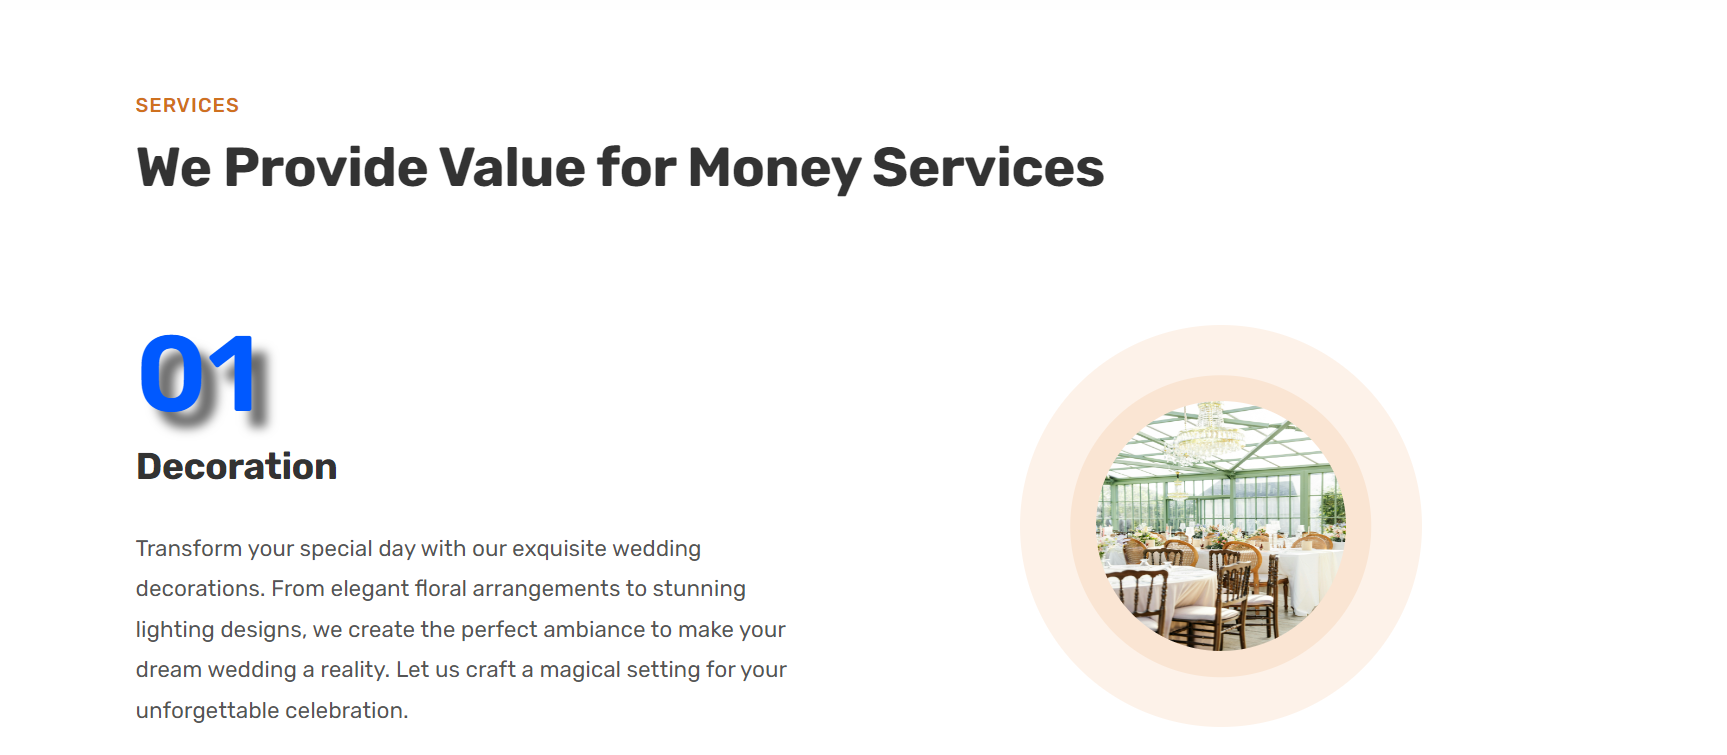 SERVICES
We Provide Value for Money Services
01
Decoration
Transform your special day with our exquisite wedding
decorations. From elegant floral arrangements to stunning
lighting designs, we create the perfect ambiance to make your
dream wedding a reality. Let us craft a magical setting for your
unforgettable celebration.